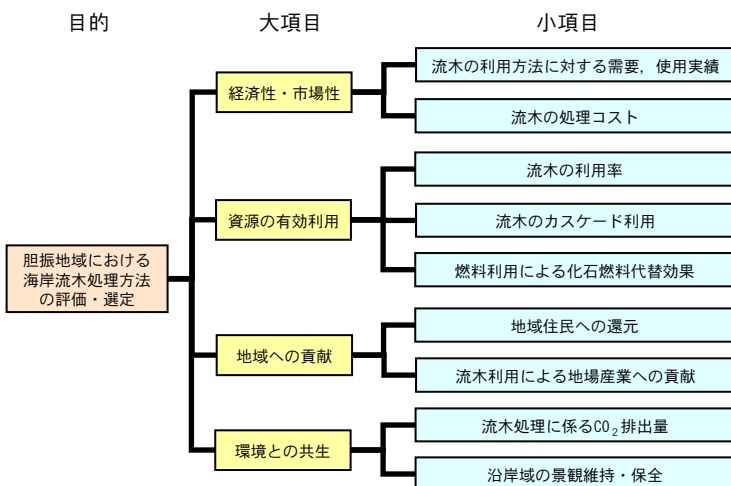 目的
大項目
小項目
胆振地域における
海岸流木処理方法
の評価・選定
経済性・市場性
流木の利用方法に対する需要，使用実績
流木の処理コスト
資源の有効利用
流木の利用率
流木のカスケード利用
燃料利用による化石燃料代替効果
地域への貢献
地域住民への還元
流木利用による地場産業への貢献
環境との共生
流木処理に係るCO₂排出量
沿岸域の景観維持・保全